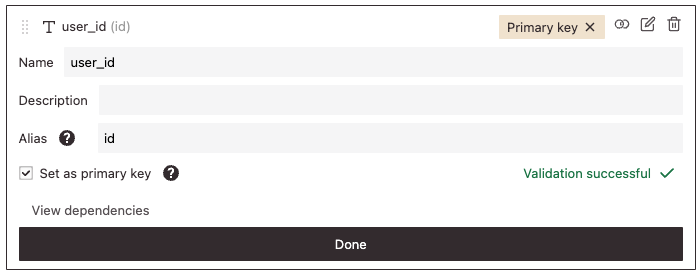 T user_id (id) Primary key ×
Name user_id
Description
Alias ? id
Set as primary key ? Validation successful
View dependencies
Done